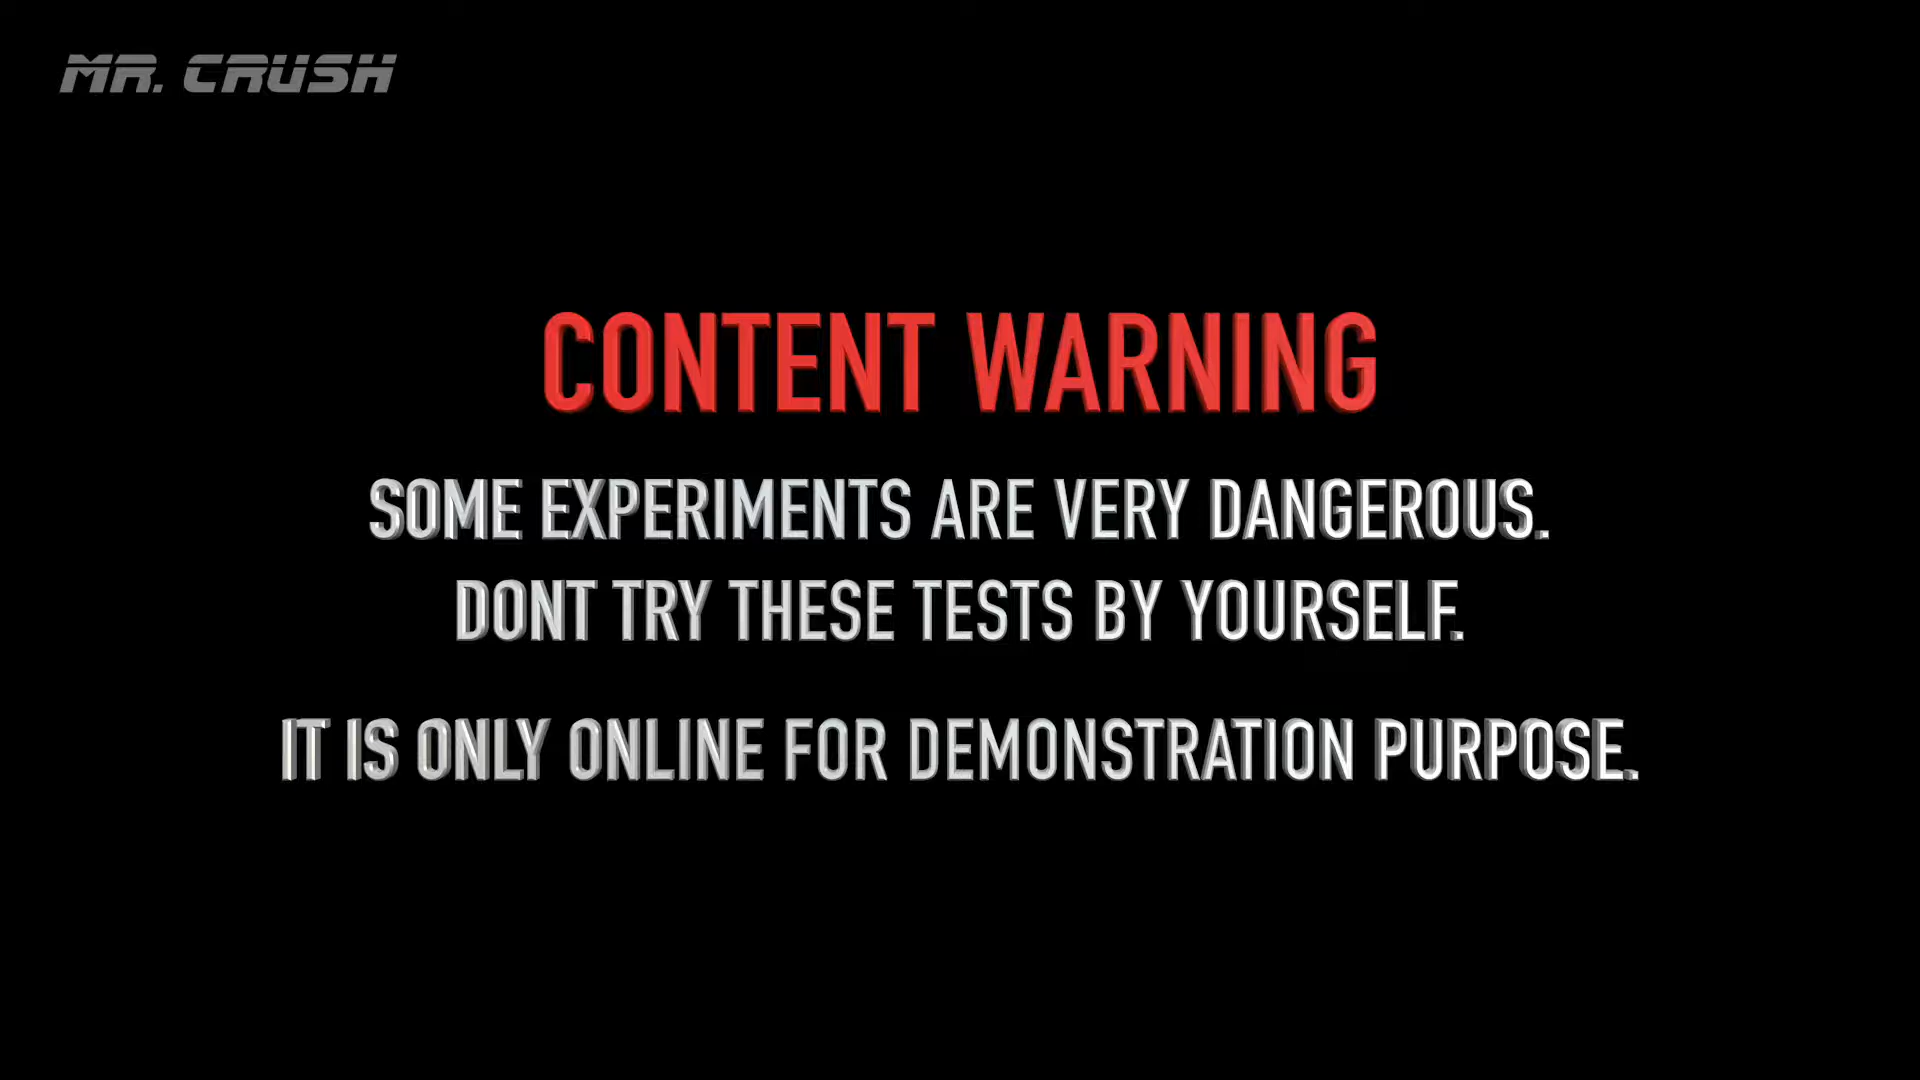 MR. CRUSH
CONTENT WARNING
SOME EXPERIMENTS ARE VERY DANGEROUS.
DONT TRY THESE TESTS BY YOURSELF.
IT IS ONLY ONLINE FOR DEMONSTRATION PURPOSE.